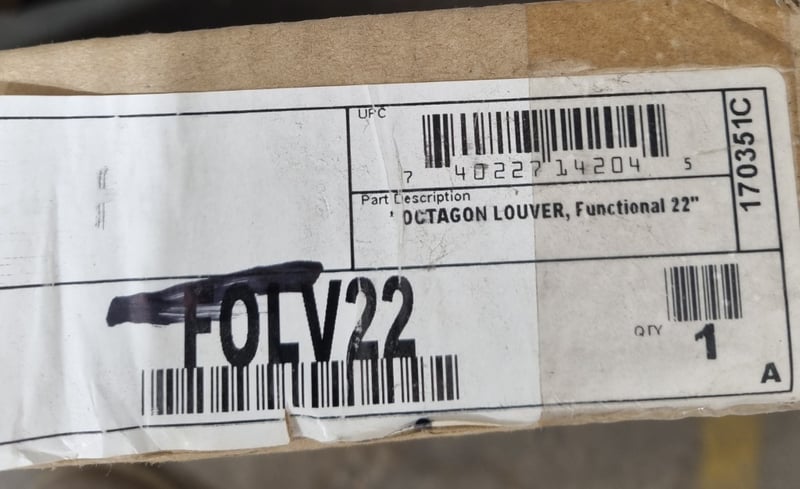 UPC
7 40227 14204 5
170351C
Part Description
OCTAGON LOUVER, Functional 22"
FOLV22
QTY 1
A